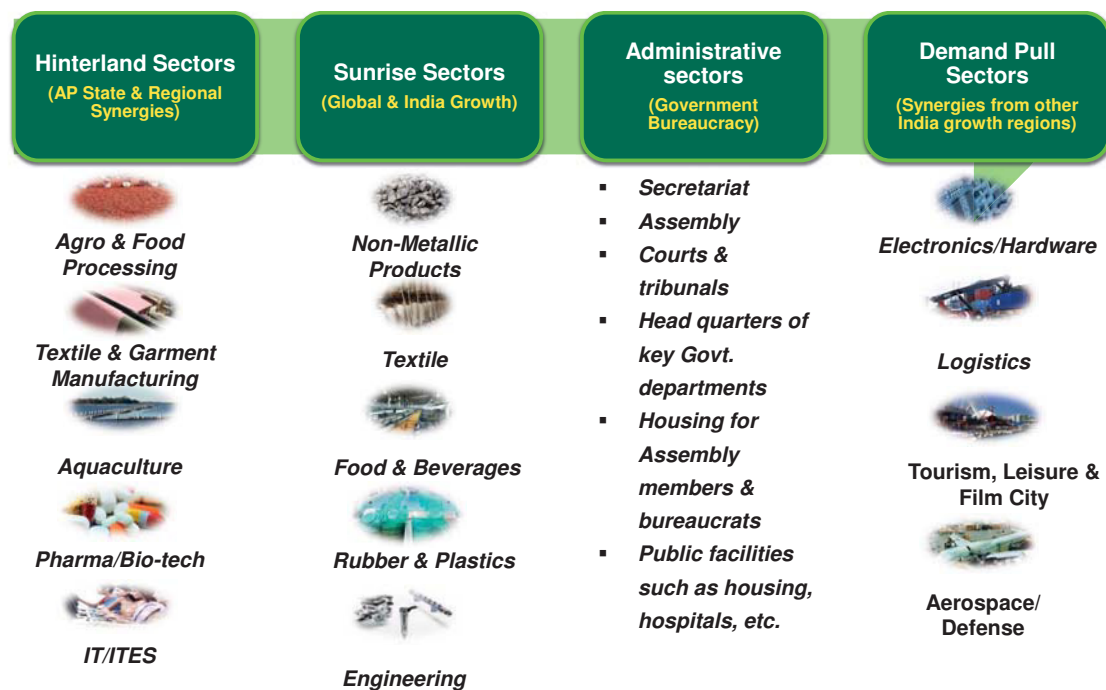 Hinterland Sectors
(AP State & Regional
Synergies)
Agro & Food
Processing
Textile & Garment
Manufacturing
Aquaculture
Pharma/Bio-tech
IT/ITES
Sunrise Sectors
(Global & India Growth)
Non-Metallic
Products
Textile
Food & Beverages
Rubber & Plastics
Engineering
Administrative
sectors
(Government
Bureaucracy)
▪ Secretariat
▪ Assembly
▪ Courts &
tribunals
▪ Head quarters of
key Govt.
departments
▪ Housing for
Assembly
members &
bureaucrats
▪ Public facilities
such as housing,
hospitals, etc.
Demand Pull
Sectors
(Synergies from other
India growth regions)
Electronics/Hardware
Logistics
Tourism, Leisure &
Film City
Aerospace/
Defense